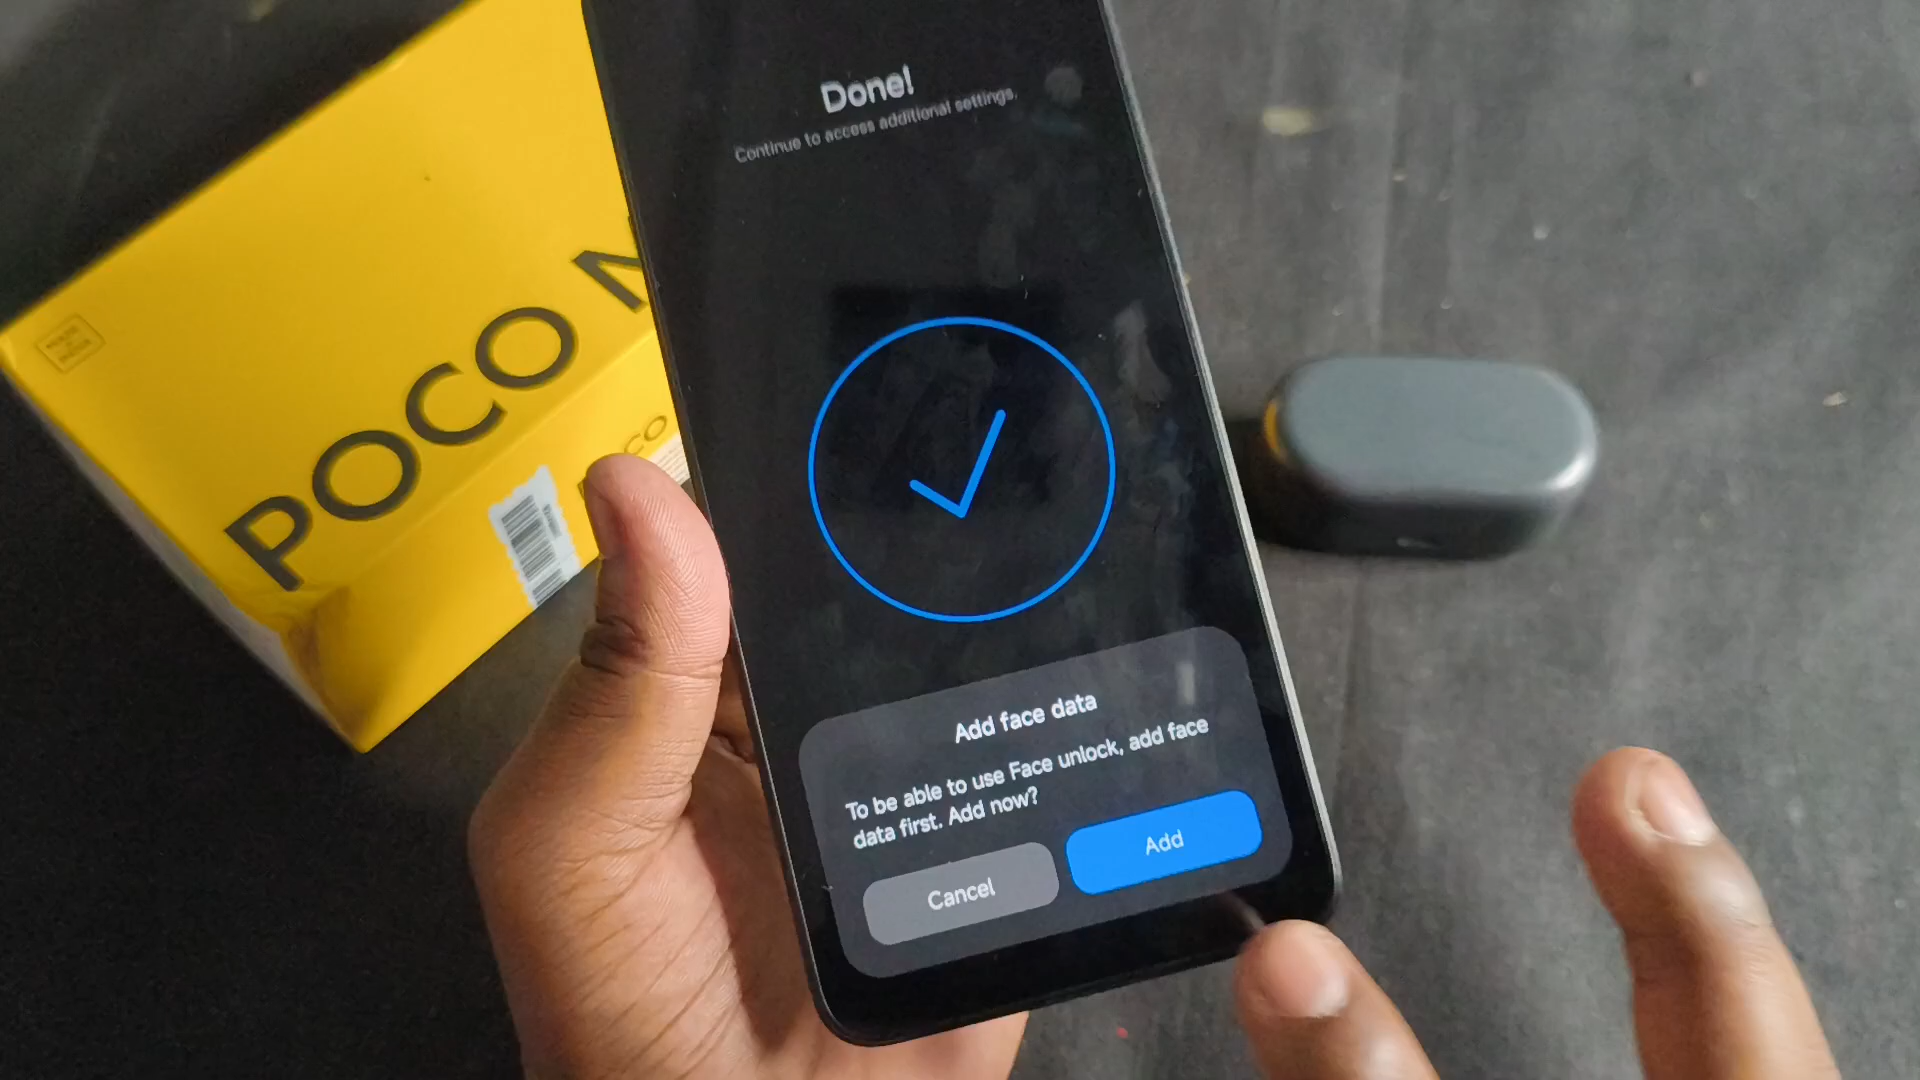 Done!
Continue to access additional settings.
POCO M
CO
Add face data
To be able to use Face unlock, add face
data first. Add now?
Cancel
Add